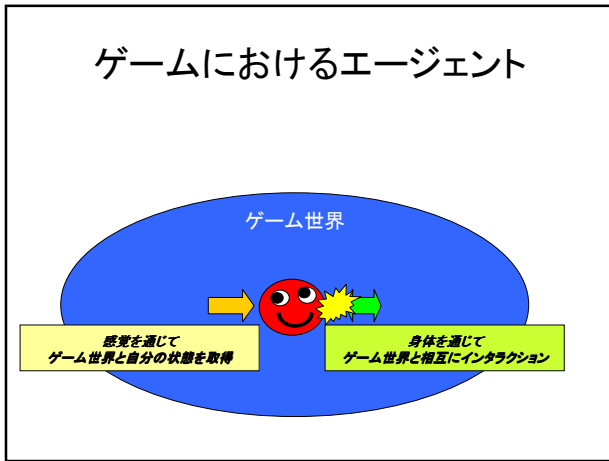 ゲームにおけるエージェント
ゲーム世界
感覚を通じて
ゲーム世界と自分の状態を取得
身体を通じて
ゲーム世界と相互にインタラクション